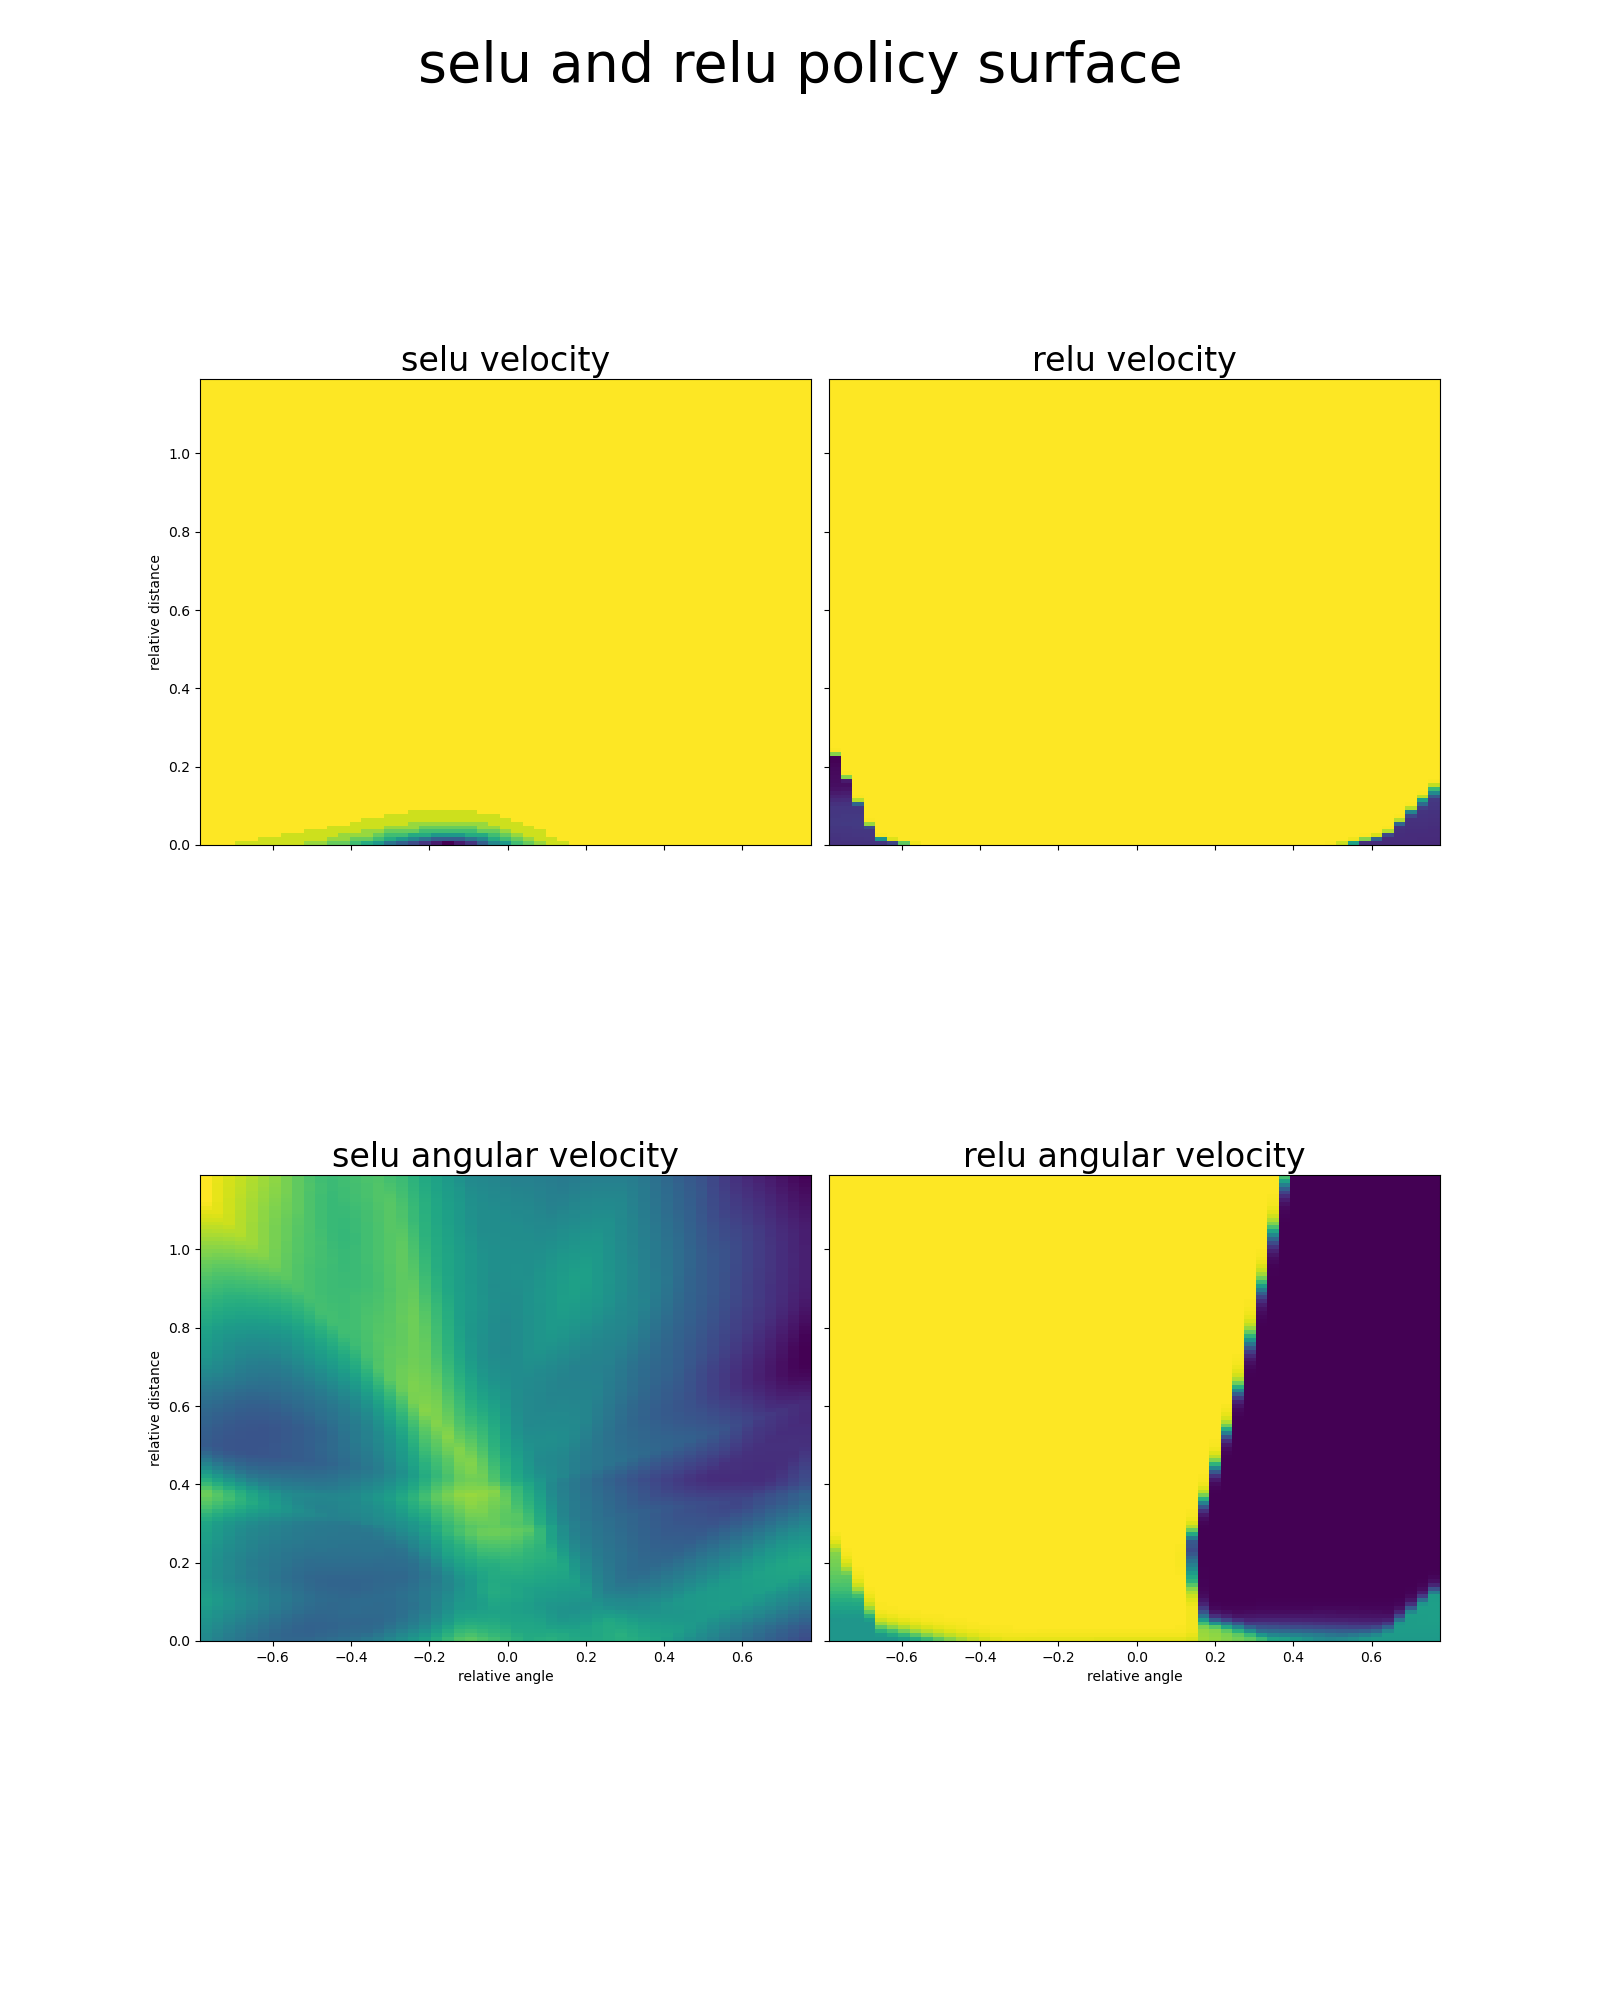 selu and relu policy surface
selu velocity
relu velocity
1.0
0.8
0.6
0.4
0.2
0.0
relative distance
selu angular velocity
relu angular velocity
1.0
0.8
0.6
0.4
0.2
0.0
relative distance
−0.6 −0.4 −0.2 0.0 0.2 0.4 0.6
−0.6 −0.4 −0.2 0.0 0.2 0.4 0.6
relative angle
relative angle